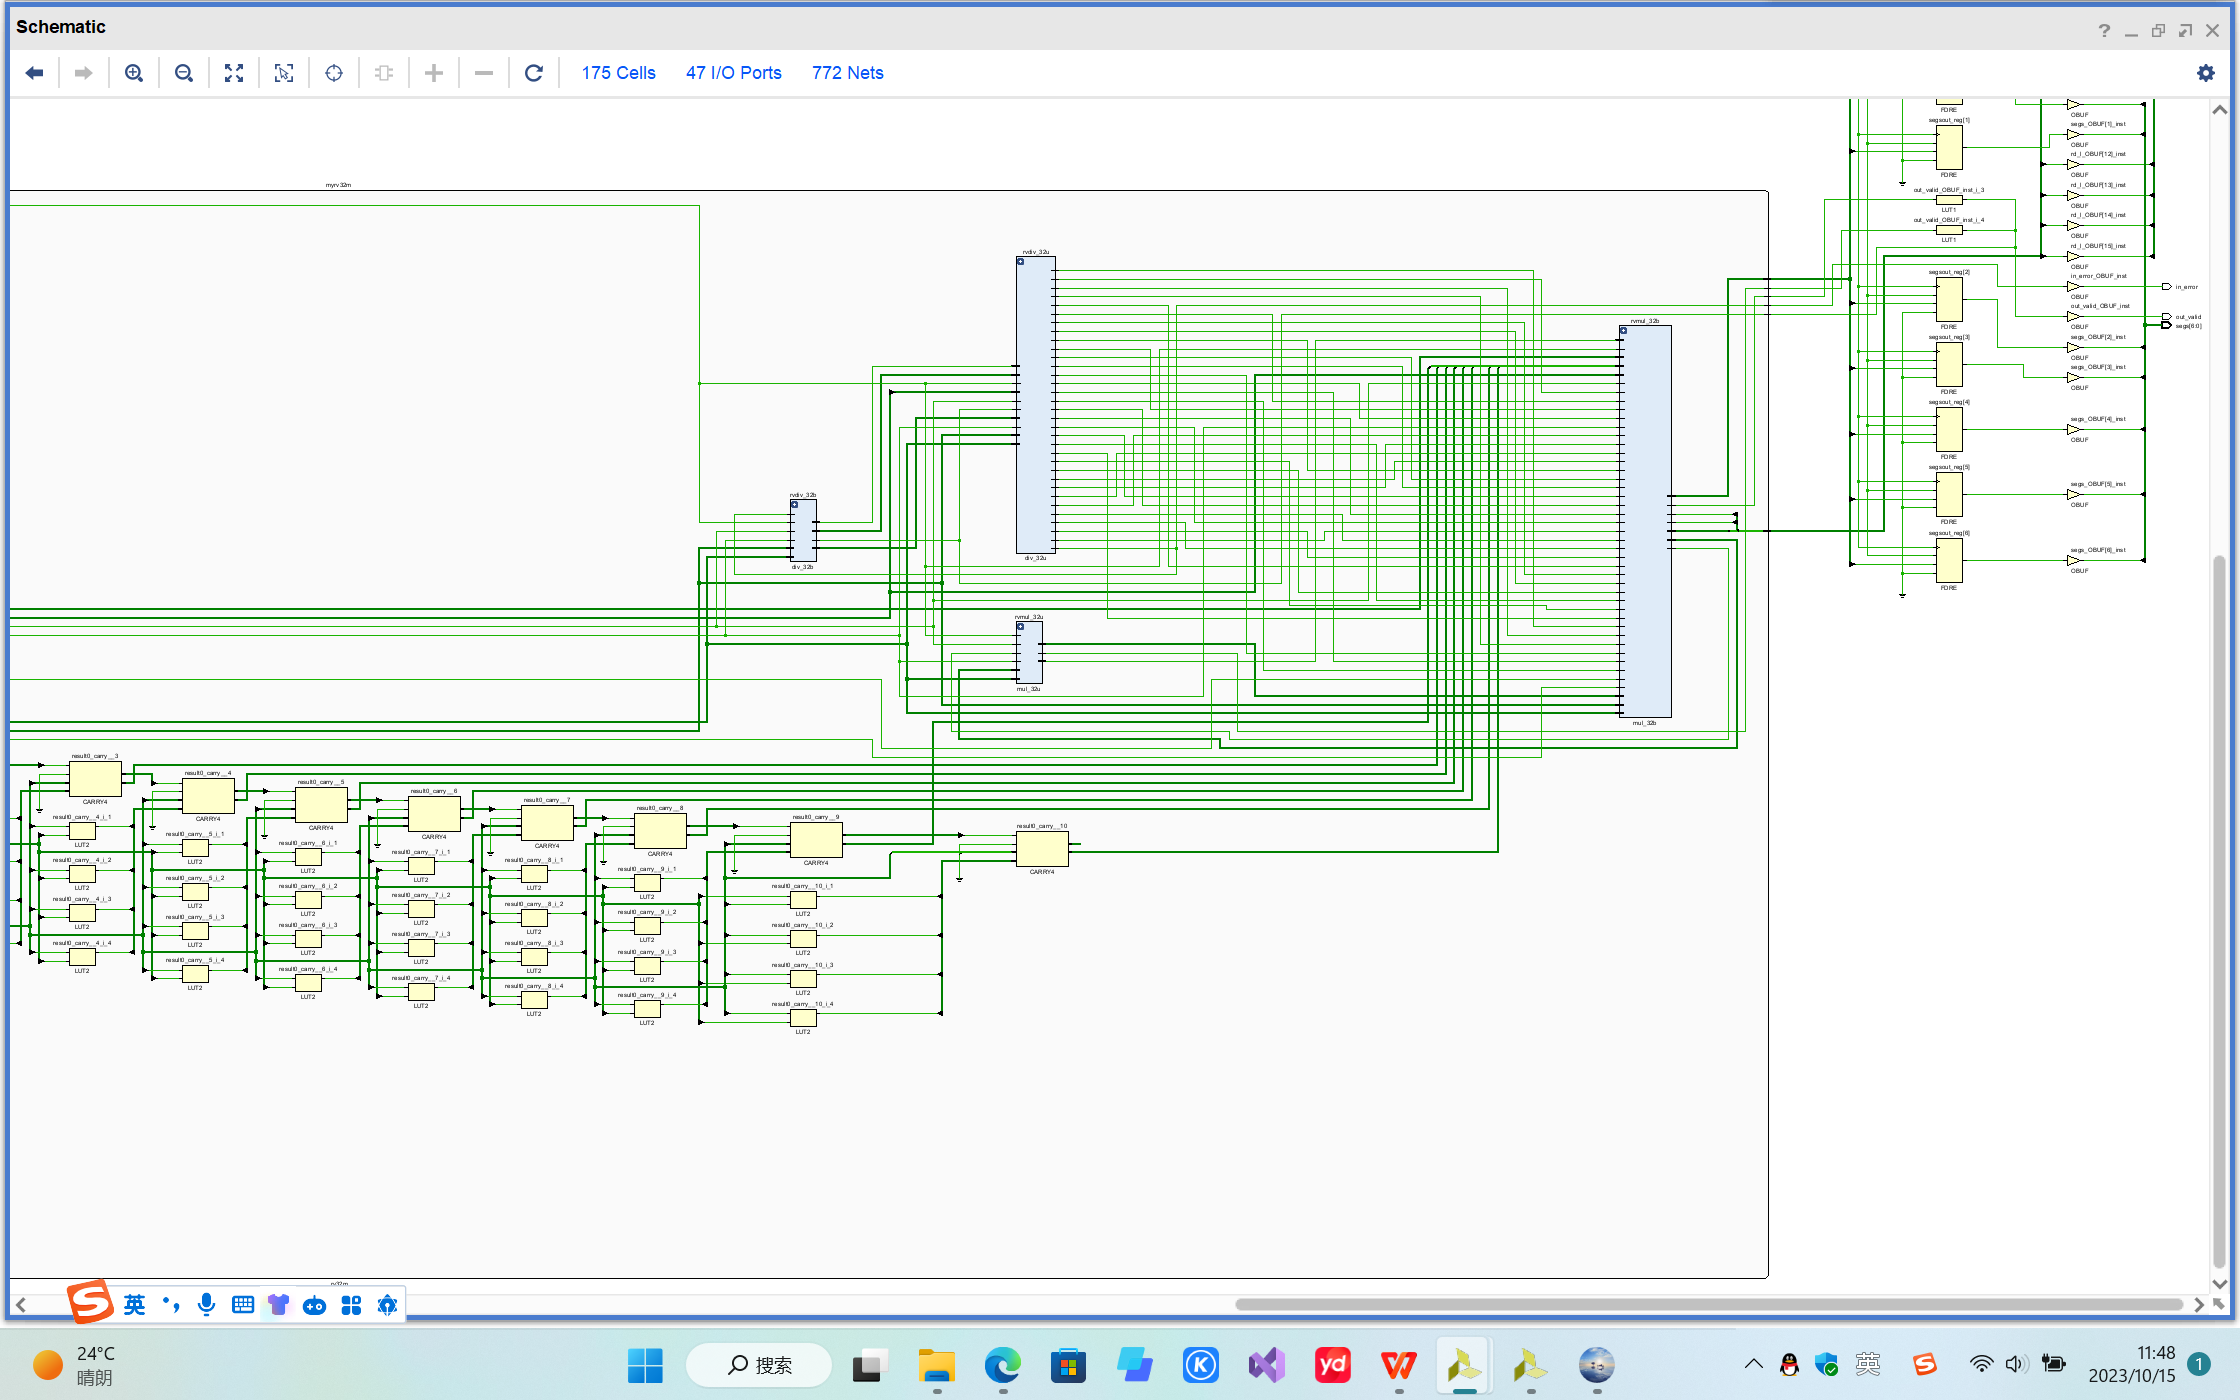 Schematic
175 Cells
47 I/O Ports
772 Nets
myrv32m
rvdiv_32u
div_32u
rvmul_32b
mul_32b
rvdiv_32b
div_32b
rvmul_32u
mul_32u
FDRE
segsout_reg[1]
FDRE
out_valid_OBUF_inst_i_3
LUT1
out_valid_OBUF_inst_i_4
LUT1
segsout_reg[2]
FDRE
segsout_reg[3]
FDRE
segsout_reg[4]
FDRE
segsout_reg[5]
FDRE
segsout_reg[6]
FDRE
OBUF
segs_OBUF[1]_inst
OBUF
rd_l_OBUF[12]_inst
OBUF
rd_l_OBUF[13]_inst
OBUF
rd_l_OBUF[14]_inst
OBUF
rd_l_OBUF[15]_inst
OBUF
in_error_OBUF_inst
OBUF
out_valid_OBUF_inst
OBUF
segs_OBUF[2]_inst
OBUF
segs_OBUF[3]_inst
OBUF
segs_OBUF[4]_inst
OBUF
segs_OBUF[5]_inst
OBUF
segs_OBUF[6]_inst
OBUF
in_error
out_valid
segs[6:0]
result0_carry__3
CARRY4
result0_carry__4_i_1
LUT2
result0_carry__4_i_2
LUT2
result0_carry__4_i_3
LUT2
result0_carry__4_i_4
LUT2
result0_carry__4
CARRY4
result0_carry__5_i_1
LUT2
result0_carry__5_i_2
LUT2
result0_carry__5_i_3
LUT2
result0_carry__5_i_4
LUT2
result0_carry__5
CARRY4
result0_carry__6_i_1
LUT2
result0_carry__6_i_2
LUT2
result0_carry__6_i_3
LUT2
result0_carry__6_i_4
LUT2
result0_carry__6
CARRY4
result0_carry__7_i_1
LUT2
result0_carry__7_i_2
LUT2
result0_carry__7_i_3
LUT2
result0_carry__7_i_4
LUT2
result0_carry__7
CARRY4
result0_carry__8_i_1
LUT2
result0_carry__8_i_2
LUT2
result0_carry__8_i_3
LUT2
result0_carry__8_i_4
LUT2
result0_carry__8
CARRY4
result0_carry__9_i_1
LUT2
result0_carry__9_i_2
LUT2
result0_carry__9_i_3
LUT2
result0_carry__9_i_4
LUT2
result0_carry__9
CARRY4
result0_carry__10_i_1
LUT2
result0_carry__10_i_2
LUT2
result0_carry__10_i_3
LUT2
result0_carry__10_i_4
LUT2
result0_carry__10
CARRY4
rv32m
英
24°C
晴朗
搜索
yd
英
11:48
2023/10/15
1